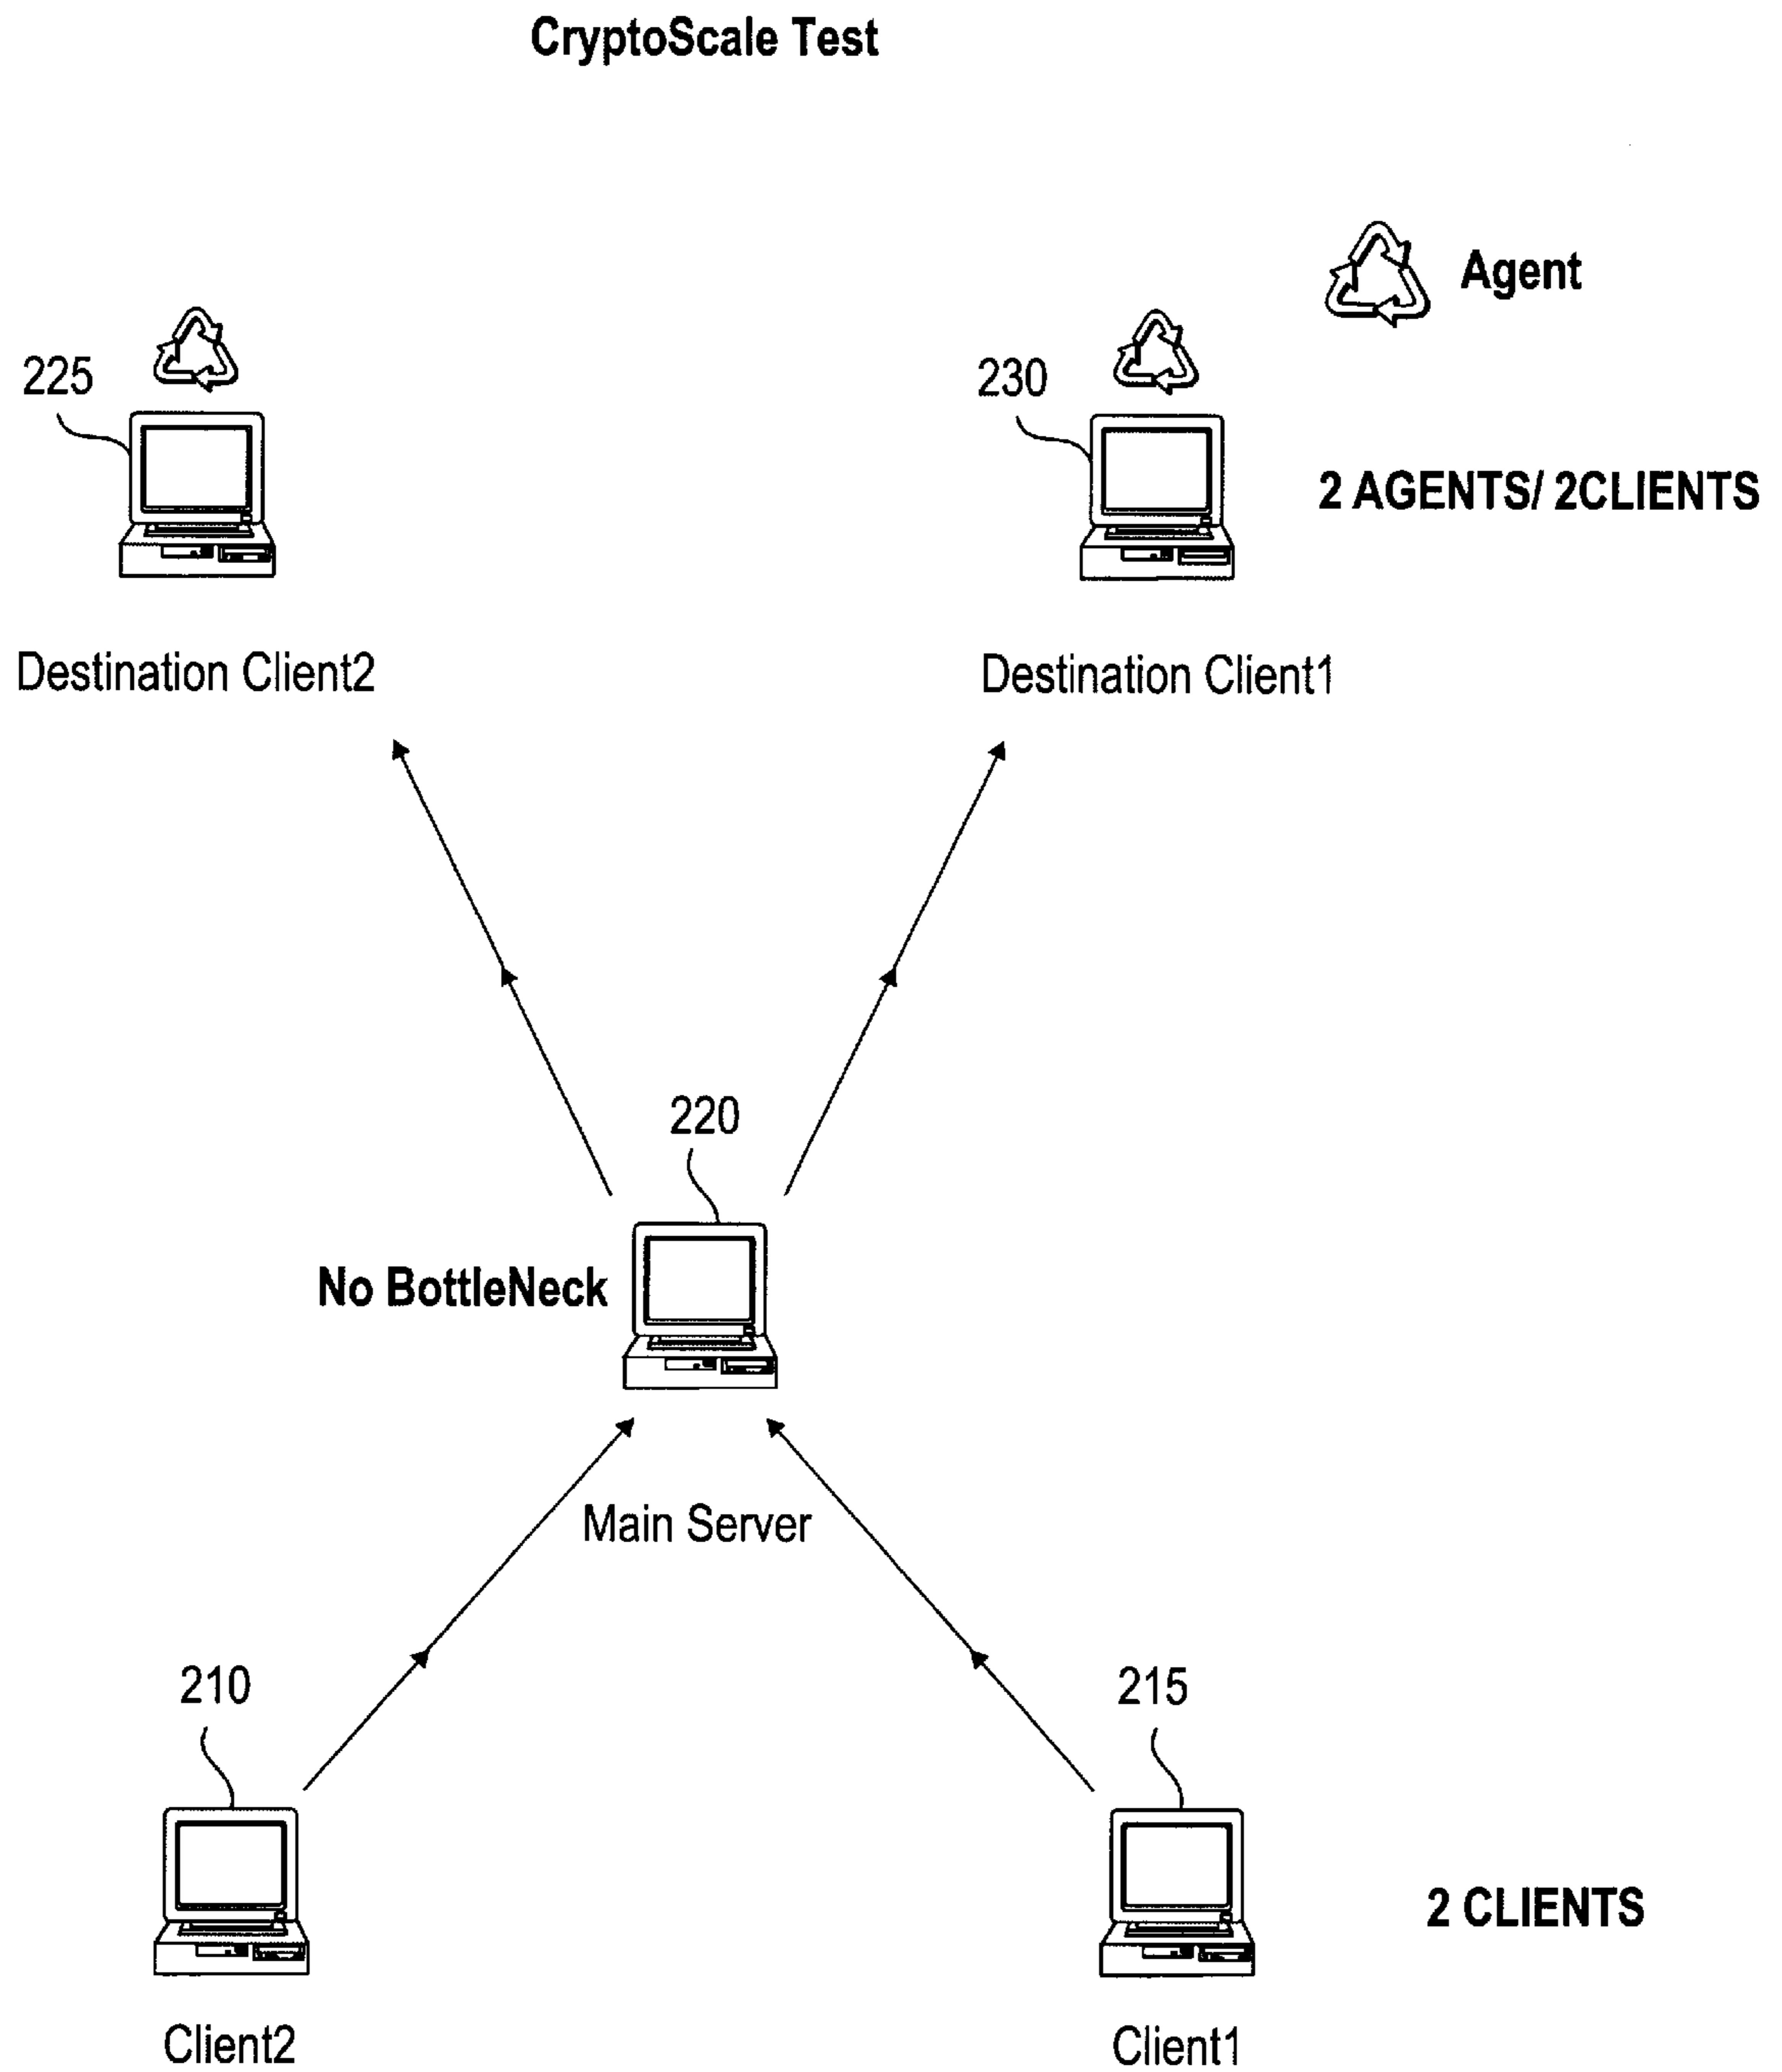 CryptoScale Test
Agent
225
230
2 AGENTS/ 2CLIENTS
Destination Client2
Destination Client1
220
No BottleNeck
Main Server
210
215
2 CLIENTS
Client2
Client1